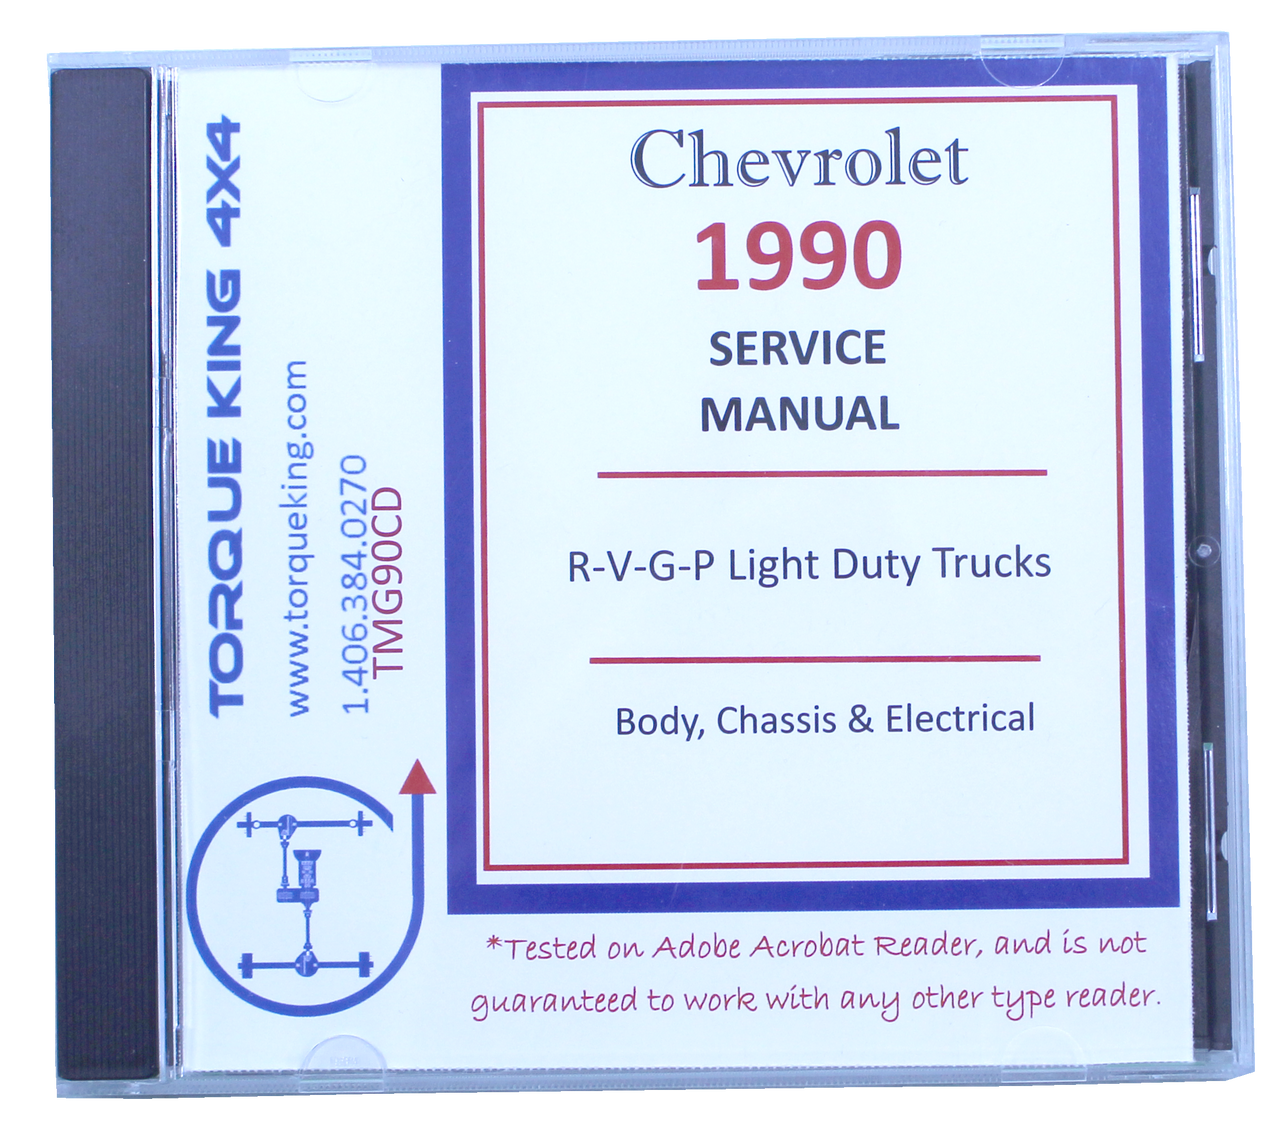 TORQUE KING 4X4
www.torqueking.com
1.406.384.0270
TMG90CD
Chevrolet
1990
SERVICE
MANUAL
R-V-G-P Light Duty Trucks
Body, Chassis & Electrical
*Tested on Adobe Acrobat Reader, and is not
guaranteed to work with any other type reader.